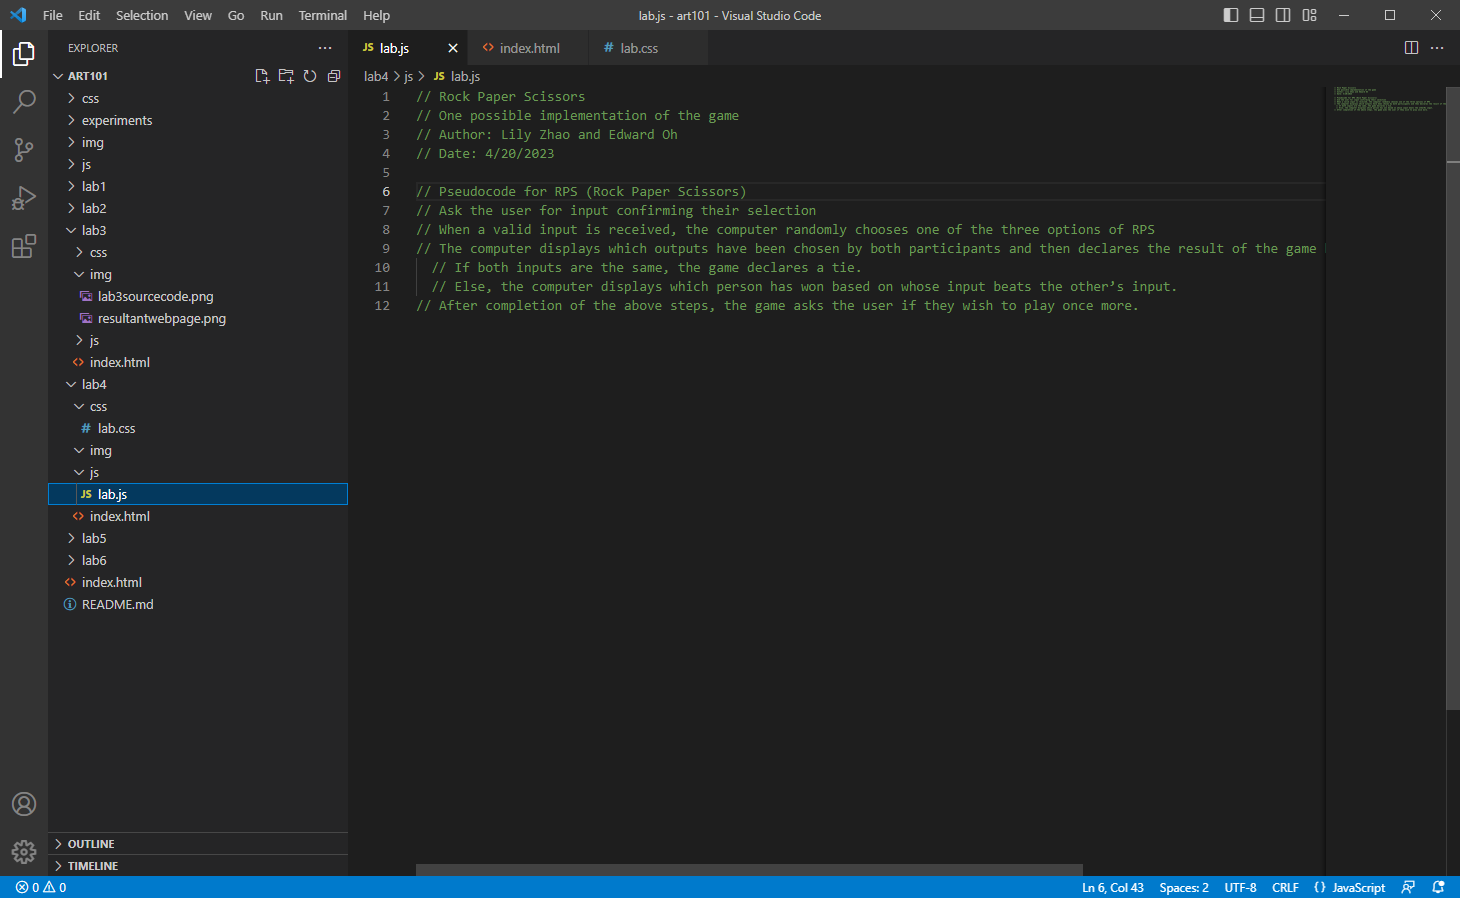 File Edit Selection View Go Run Terminal Help
lab.js - art101 - Visual Studio Code
EXPLORER
ART101
css
experiments
img
js
lab1
lab2
lab3
css
img
lab3sourcecode.png
resultantwebpage.png
js
index.html
lab4
css
# lab.css
img
js
JS lab.js
index.html
lab5
lab6
index.html
README.md
OUTLINE
TIMELINE
JS lab.js
index.html
# lab.css
lab4 > js > JS lab.js
1 // Rock Paper Scissors
2 // One possible implementation of the game
3 // Author: Lily Zhao and Edward Oh
4 // Date: 4/20/2023
5
6 // Pseudocode for RPS (Rock Paper Scissors)
7 // Ask the user for input confirming their selection
8 // When a valid input is received, the computer randomly chooses one of the three options of RPS
9 // The computer displays which outputs have been chosen by both participants and then declares the result of the game
10 // If both inputs are the same, the game declares a tie.
11 // Else, the computer displays which person has won based on whose input beats the other’s input.
12 // After completion of the above steps, the game asks the user if they wish to play once more.
0 0
Ln 6, Col 43 Spaces: 2 UTF-8 CRLF {} JavaScript